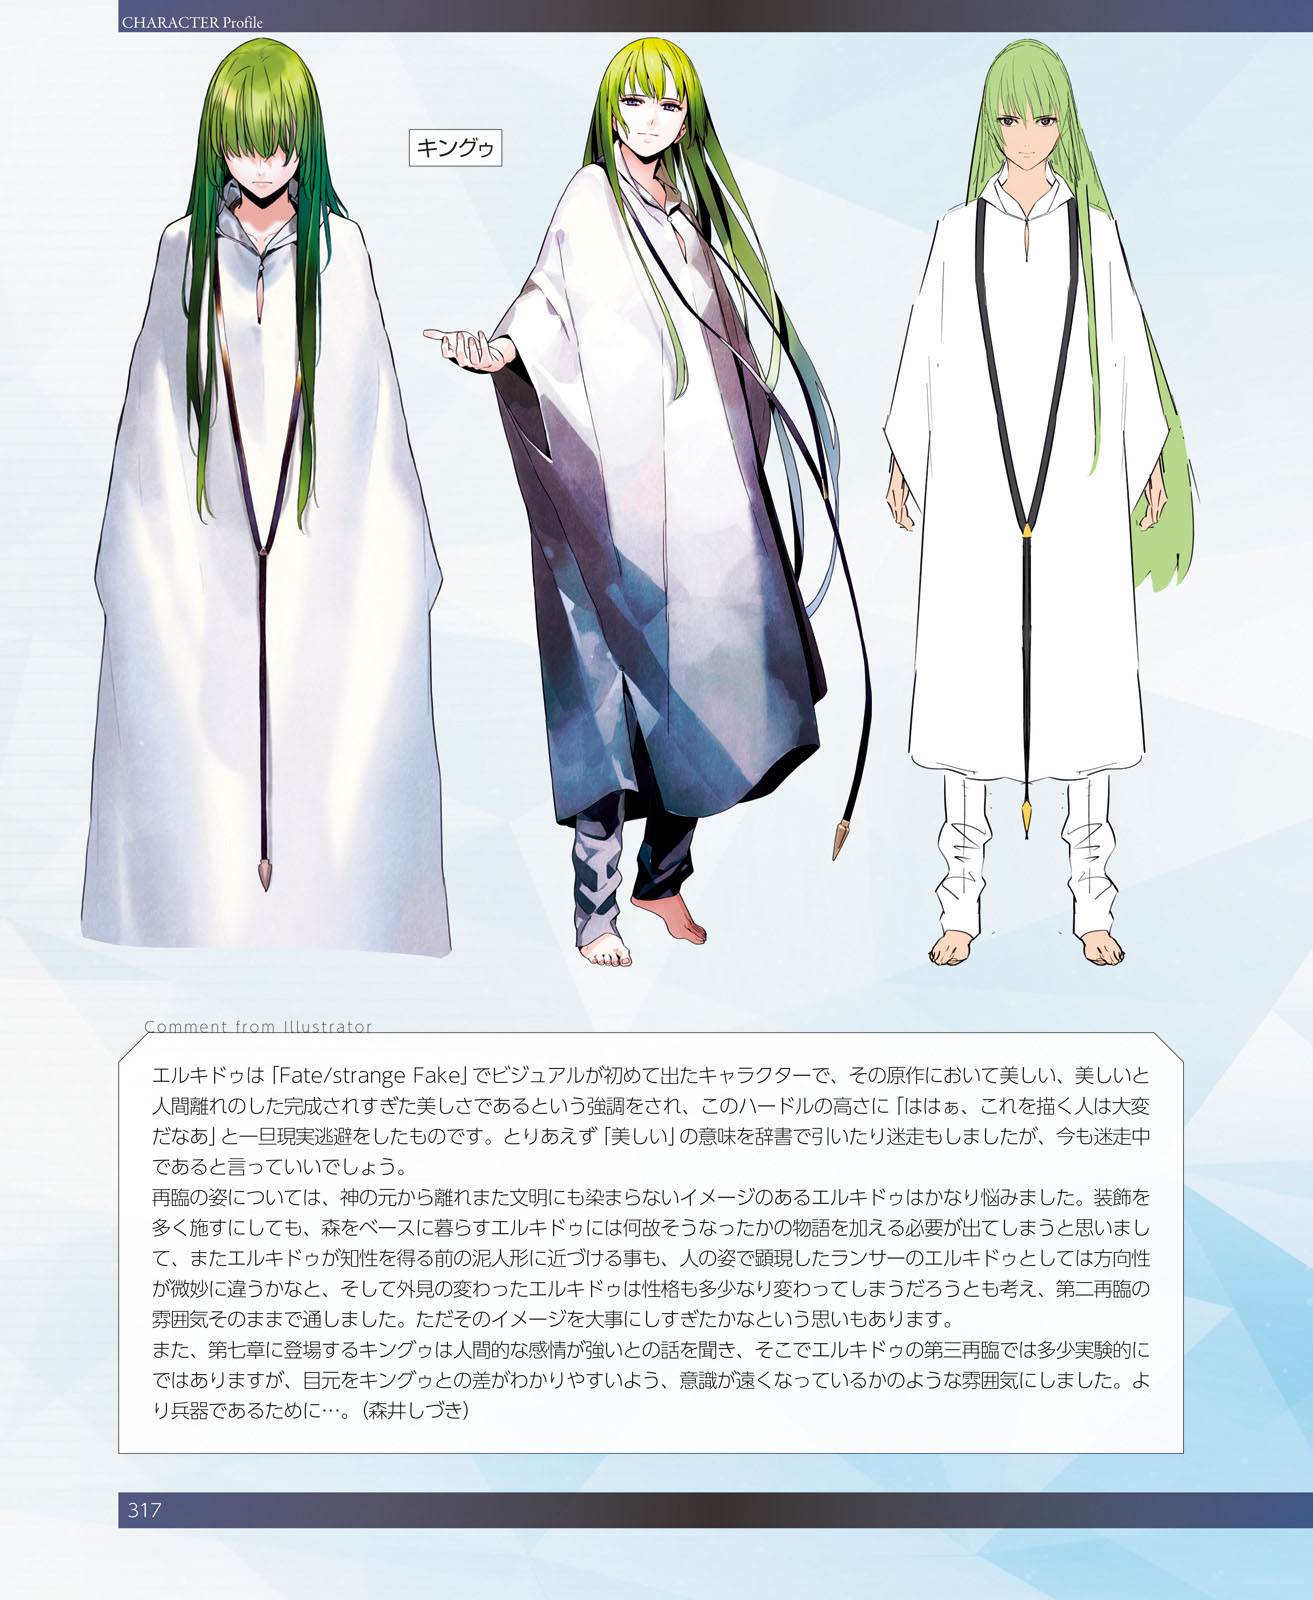 CHARACTER Profile
キングゥ
Comment from Illustrator
エルキドゥは「Fate/strange Fake」でビジュアルが初めて出たキャラクターで、その原作において美しい、美しいと
人間離れのした完成されすぎた美しさであるという強調をされ、このハードルの高さに「ははぁ、これを描く人は大変
だなあ」と一旦現実逃避をしたものです。とりあえず「美しい」の意味を辞書で引いたり迷走もしましたが、今も迷走中
であると言っていいでしょう。
再臨の姿については、神の元から離れまた文明にも染まらないイメージのあるエルキドゥはかなり悩みました。装飾を
多く施すにしても、森をベースに暮らすエルキドゥには何故そうなったかの物語を加える必要が出てしまうと思いまし
て、またエルキドゥが知性を得る前の泥人形に近づける事も、人の姿で顕現したランサーのエルキドゥとしては方向性
が微妙に違うかなと、そして外見の変わったエルキドゥは性格も多少なり変わってしまうだろうとも考え、第二再臨の
雰囲気そのままで通しました。ただそのイメージを大事にしすぎたかなという思いもあります。
また、第七章に登場するキングゥは人間的な感情が強いとの話を聞き、そこでエルキドゥの第三再臨では多少実験的に
ではありますが、目元をキングゥとの差がわかりやすいよう、意識が遠くなっているかのような雰囲気にしました。よ
り兵器であるために…。（森井しづき）
317